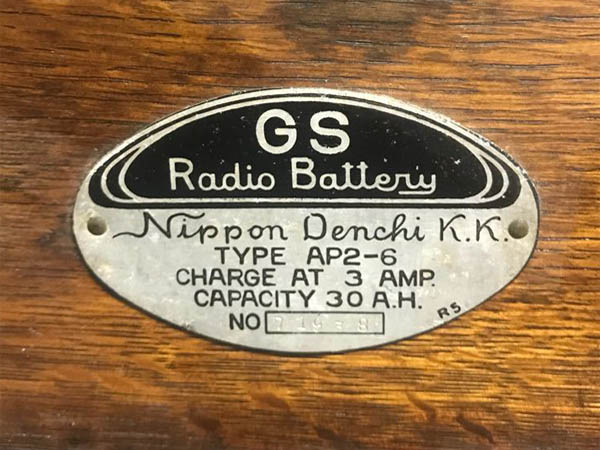 GS
Radio Battery
Nippon Denchi K.K.
TYPE AP2-6
CHARGE AT 3 AMP.
CAPACITY 30 A.H.
NO
RS